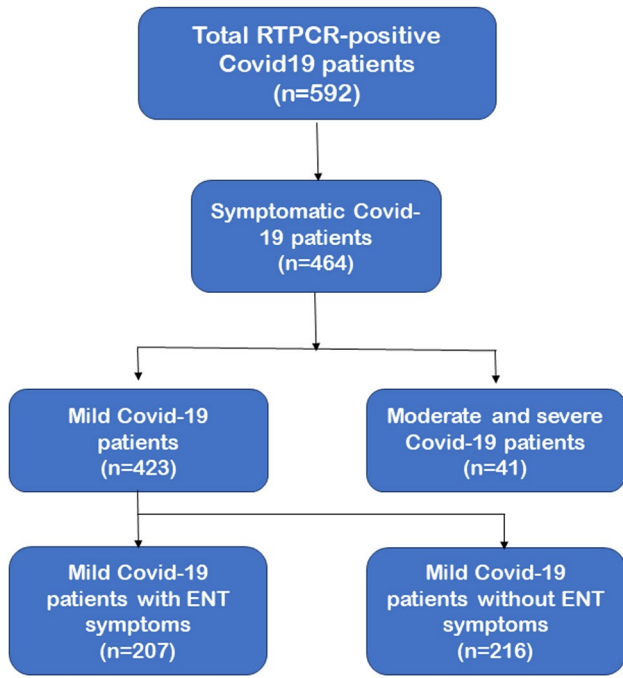 Total RTPCR-positive
Covid19 patients
(n=592)
Symptomatic Covid-
19 patients
(n=464)
Mild Covid-19
patients
(n=423)
Moderate and severe
Covid-19 patients
(n=41)
Mild Covid-19
patients with ENT
symptoms
(n=207)
Mild Covid-19
patients without ENT
symptoms
(n=216)